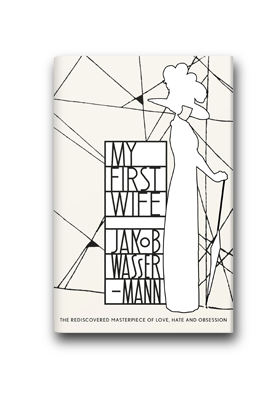 MY
FIRST
WIFE
JAKOB
WASSER
-MANN
THE REDISCOVERED MASTERPIECE OF LOVE, HATE AND OBSESSION